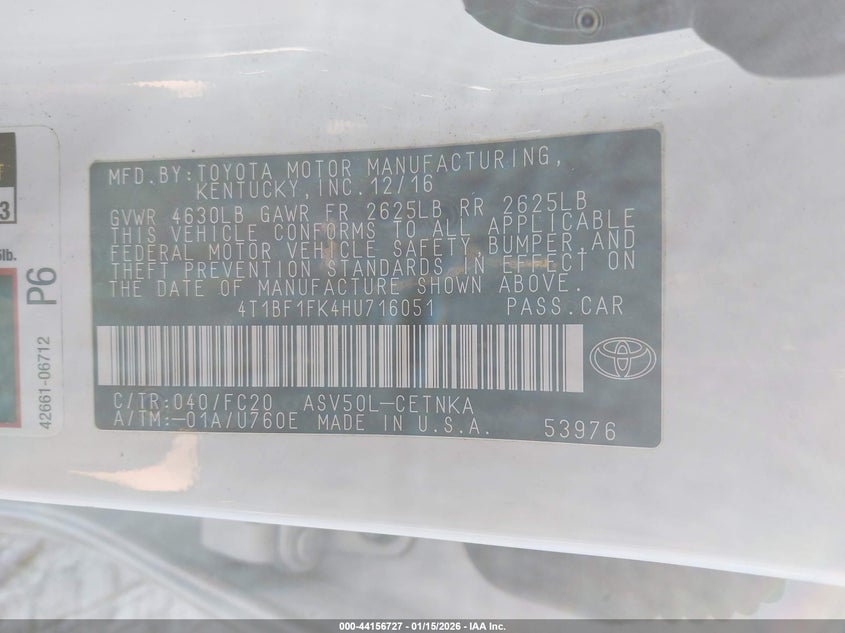 MFD.BY:TOYOTA MOTOR MANUFACTURING,
KENTUCKY,INC.12/16
GVWR 4630LB GAWR FR 2625LB RR 2625LB
THIS VEHICLE CONFORMS TO ALL APPLICABLE
FEDERAL MOTOR VEHICLE SAFETY,BUMPER,AND
THEFT PREVENTION STANDARDS IN EFFECT ON
THE DATE OF MANUFACTURE SHOWN ABOVE.
4T1BF1FK4HU716051 PASS.CAR
C/TR:040/FC20 ASV50L-CETNKA
A/TM:-01A/U760E MADE IN U.S.A. 53976
3
lb.
P6
42661-06712
000-44156727 - 01/15/2026 - IAA Inc.